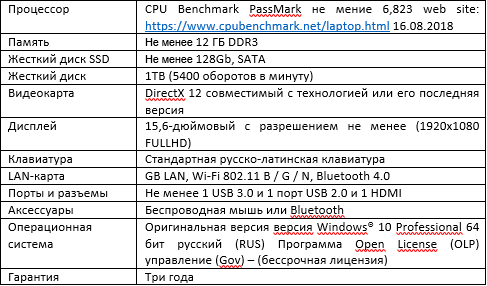 Процессор CPU Benchmark PassMark не мение 6,823 web site:
https://www.cpubenchmark.net/laptop.html 16.08.2018
Память Не менее 12 ГБ DDR3
Жесткий диск SSD Не менее 128Gb, SATA
Жесткий диск 1TB (5400 оборотов в минуту)
Видеокарта DirectX 12 совместимый с технологией или его последняя
версия
Дисплей 15,6-дюймовый с разрешением не менее (1920x1080
FULLHD)
Клавиатура Стандартная русско-латинская клавиатура
LAN-карта GB LAN, Wi-Fi 802.11 B / G / N, Bluetooth 4.0
Порты и разъемы Не менее 1 USB 3.0 и 1 порт USB 2.0 и 1 HDMI
Аксессуары Беспроводная мышь или Bluetooth
Операционная Оригинальная версия версия Windows® 10 Professional 64
система бит русский (RUS) Программа Open License (OLP)
управление (Gov) – (бессрочная лицензия)
Гарантия Три года